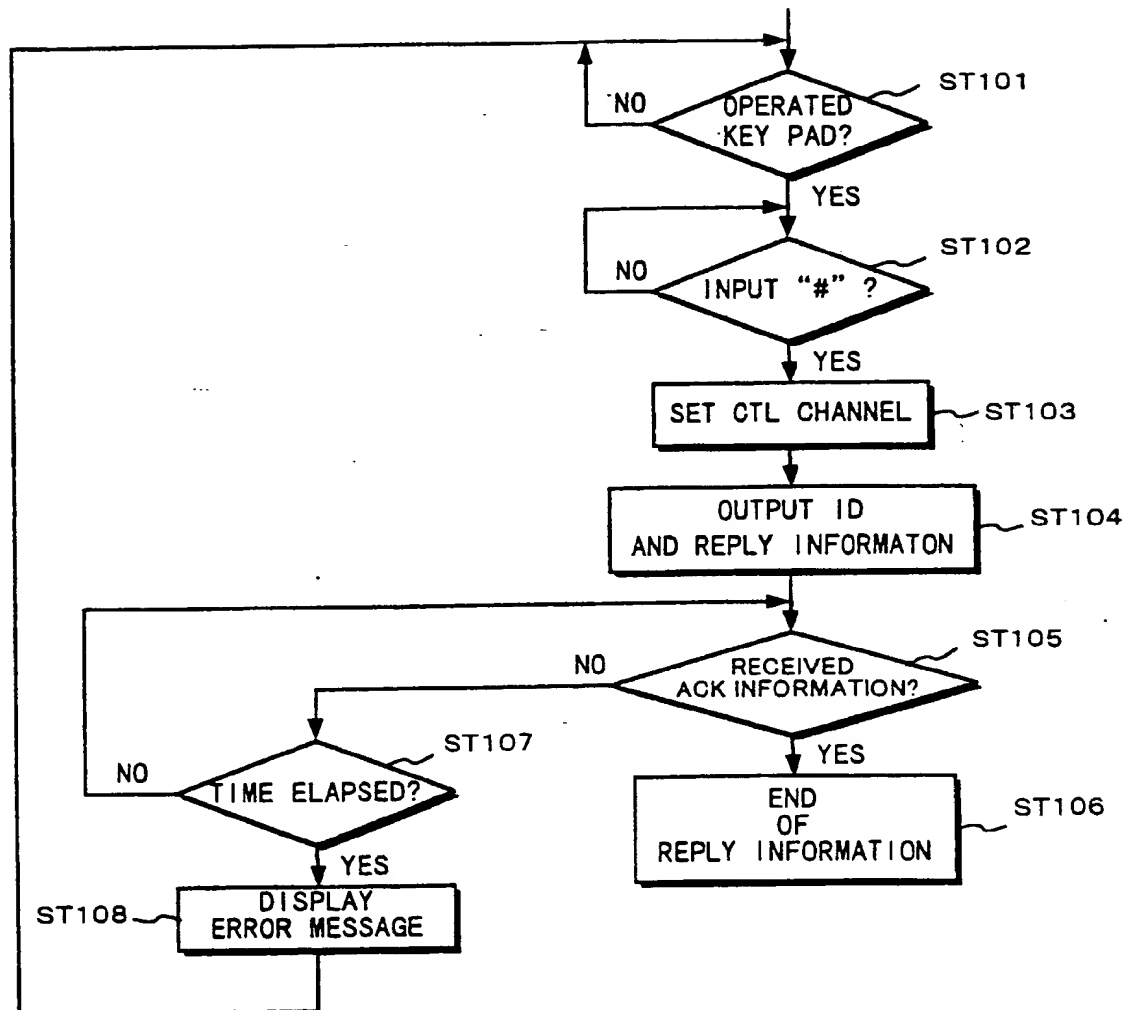 ST101
OPERATED
KEY PAD?
NO
YES
ST102
INPUT "#" ?
NO
YES
SET CTL CHANNEL
ST103
OUTPUT ID
AND REPLY INFORMATON
ST104
ST105
RECEIVED
ACK INFORMATION?
NO
YES
ST107
TIME ELAPSED?
NO
YES
END
OF
REPLY INFORMATION
ST106
DISPLAY
ERROR MESSAGE
ST108